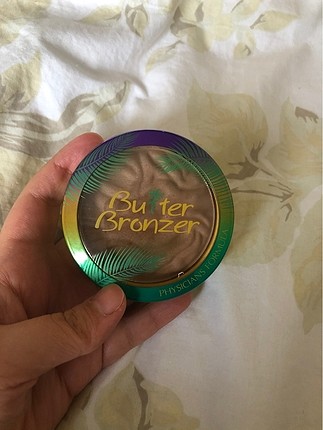 Butter
Bronzer
PHYSICIANS FORMULA